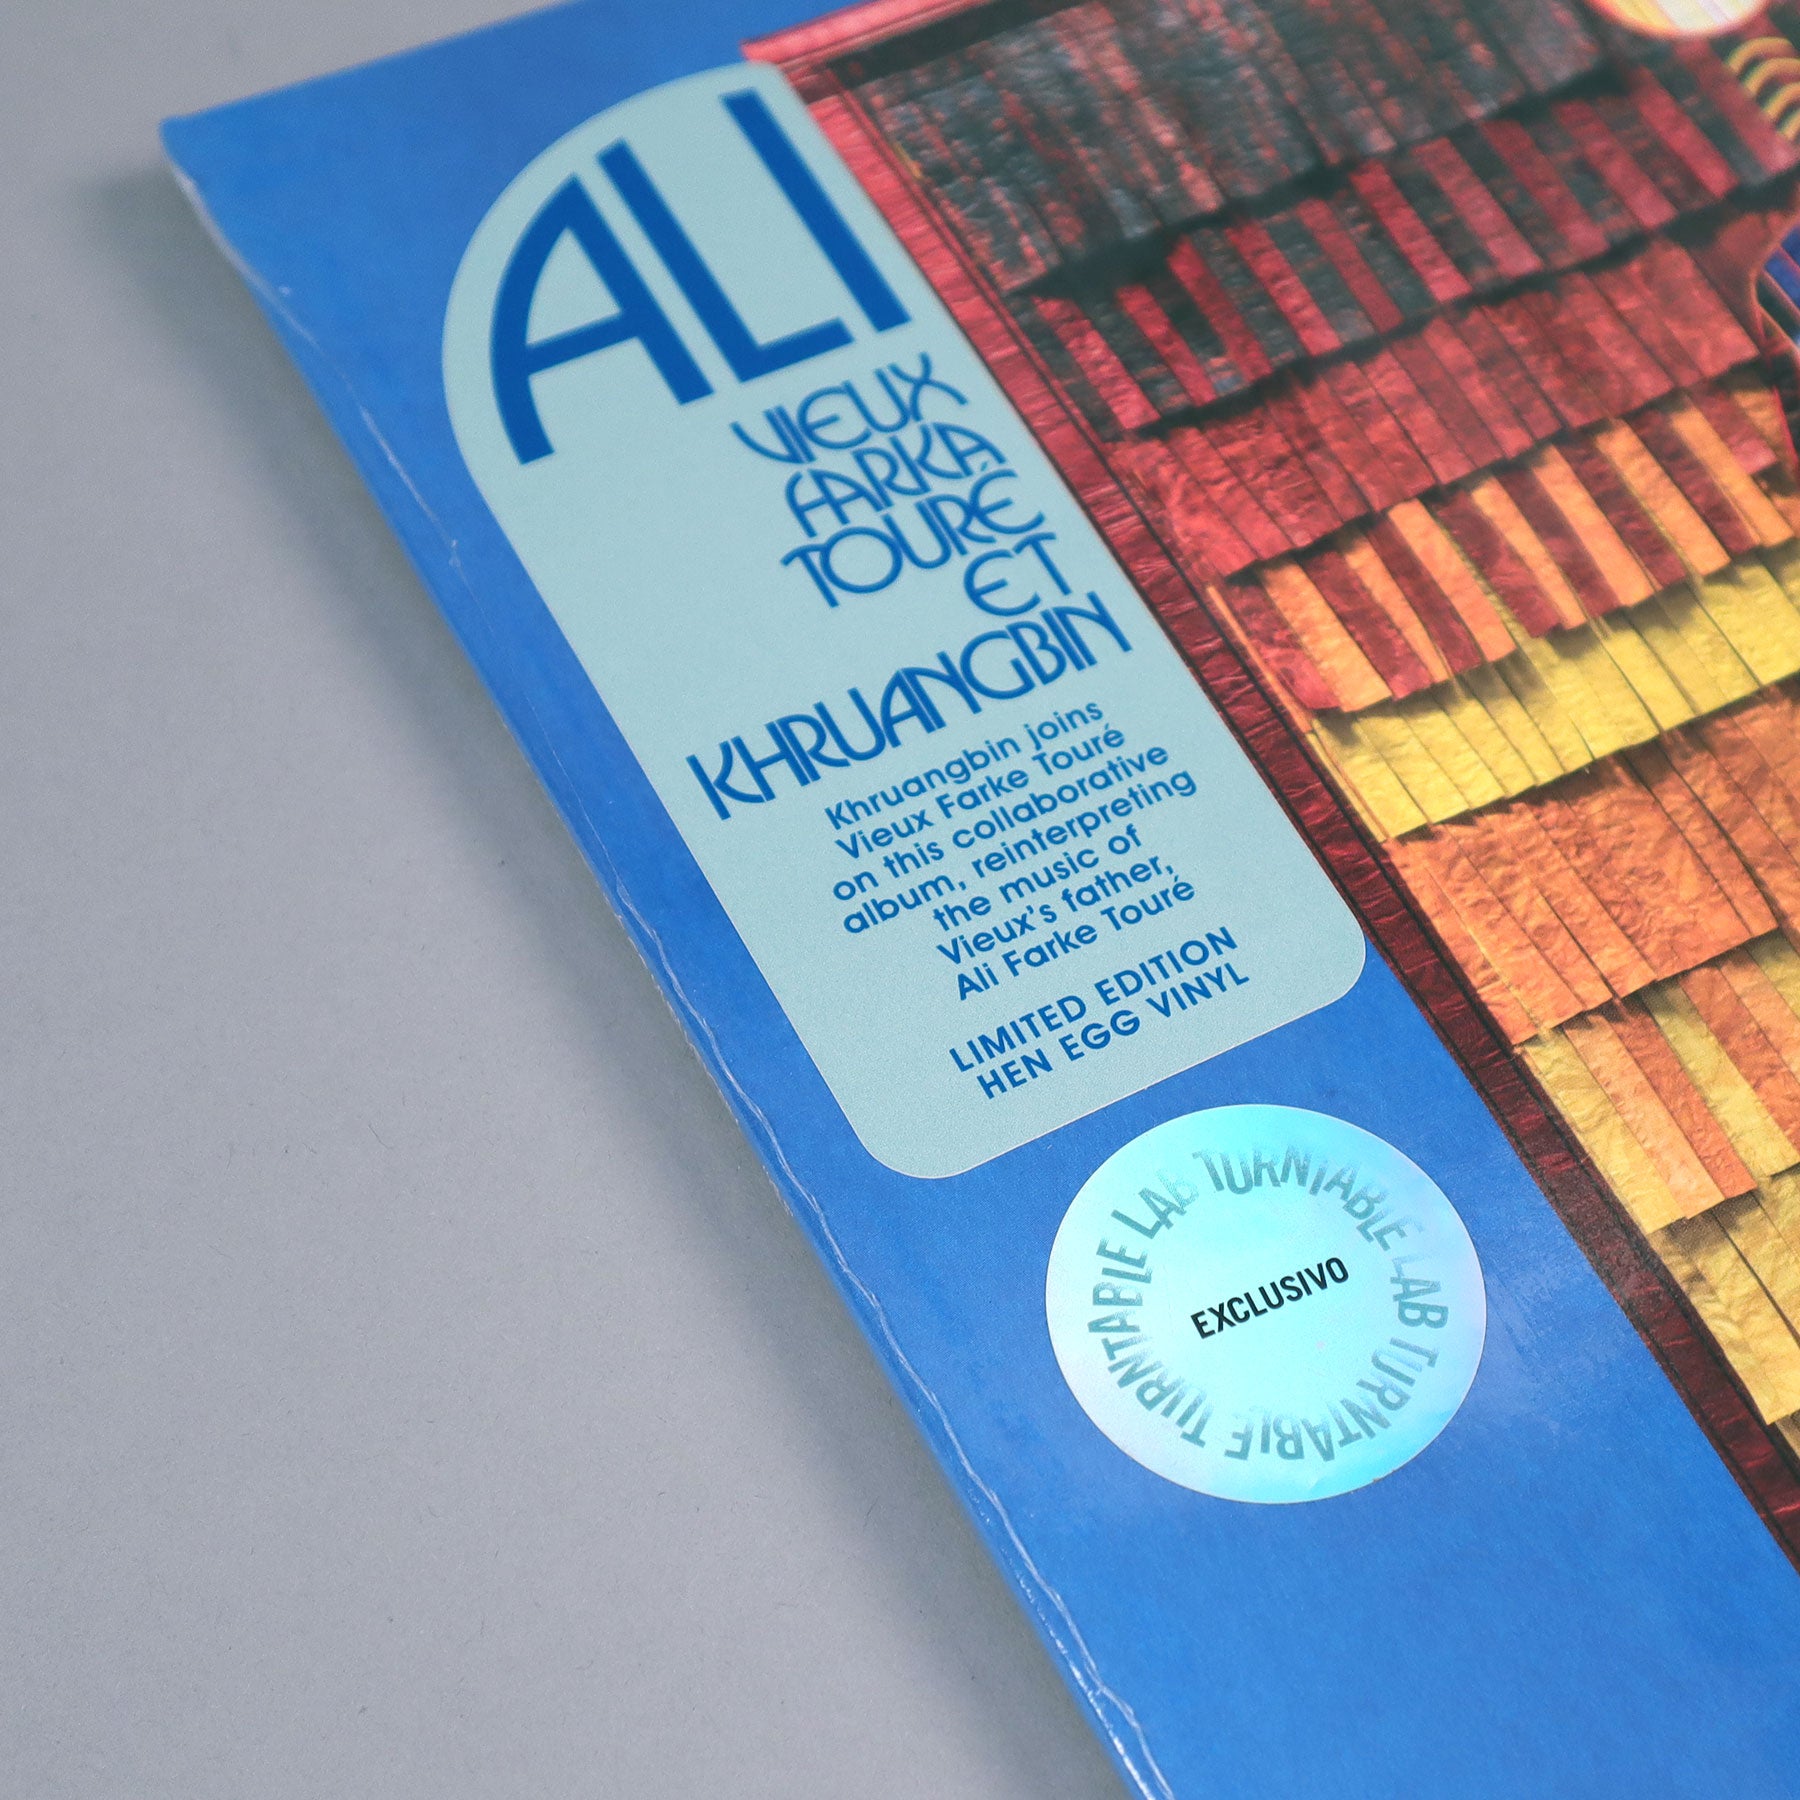 ALI
VIEUX
FARKA
TOURÉ
ET
KHRUANGBIN
Khruangbin joins
Vieux Farke Touré
on this collaborative
album, reinterpreting
the music of
Vieux's father,
Ali Farke Touré
LIMITED EDITION
HEN EGG VINYL
TURNTABLE LAB TURNTABLE LAB TURNTABLE TURNTABLE LAB
EXCLUSIVO